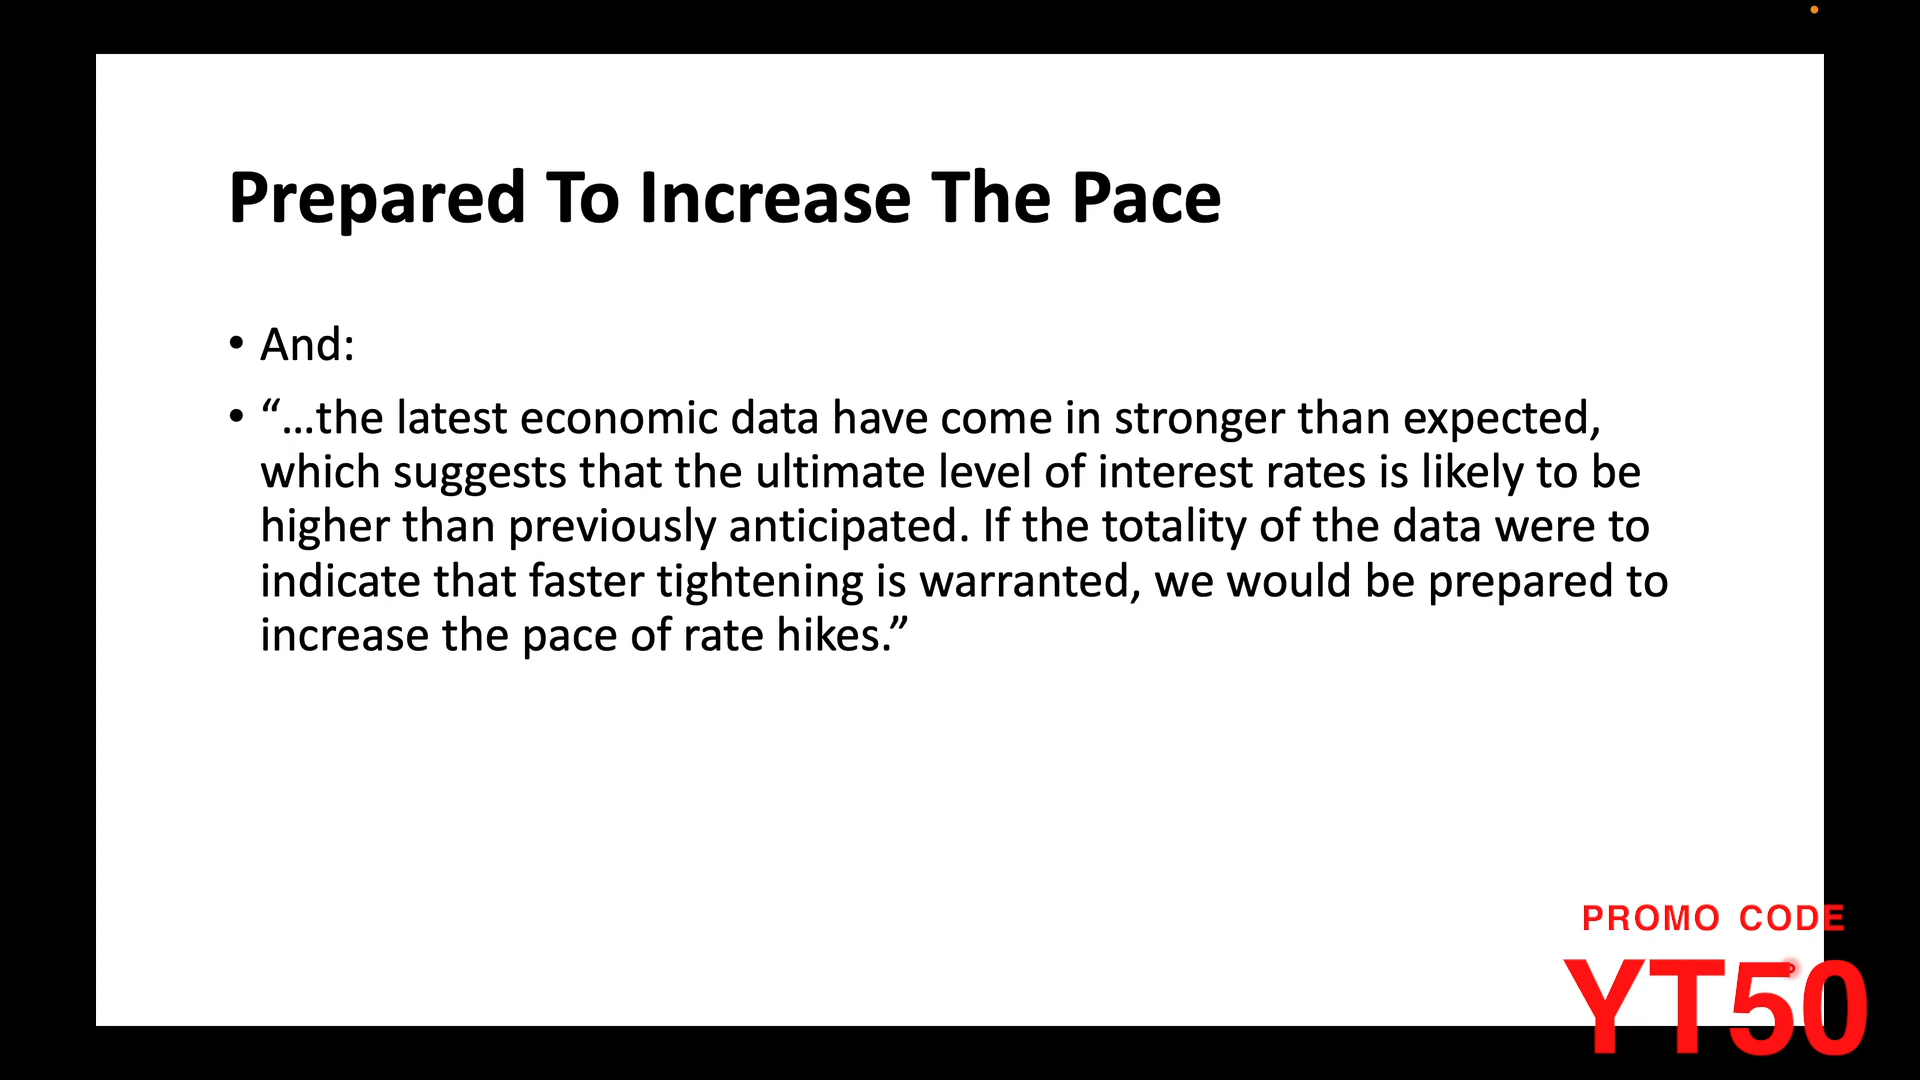 Prepared To Increase The Pace
• And:
• “…the latest economic data have come in stronger than expected,
which suggests that the ultimate level of interest rates is likely to be
higher than previously anticipated. If the totality of the data were to
indicate that faster tightening is warranted, we would be prepared to
increase the pace of rate hikes.”
PROMO CODE
YT50